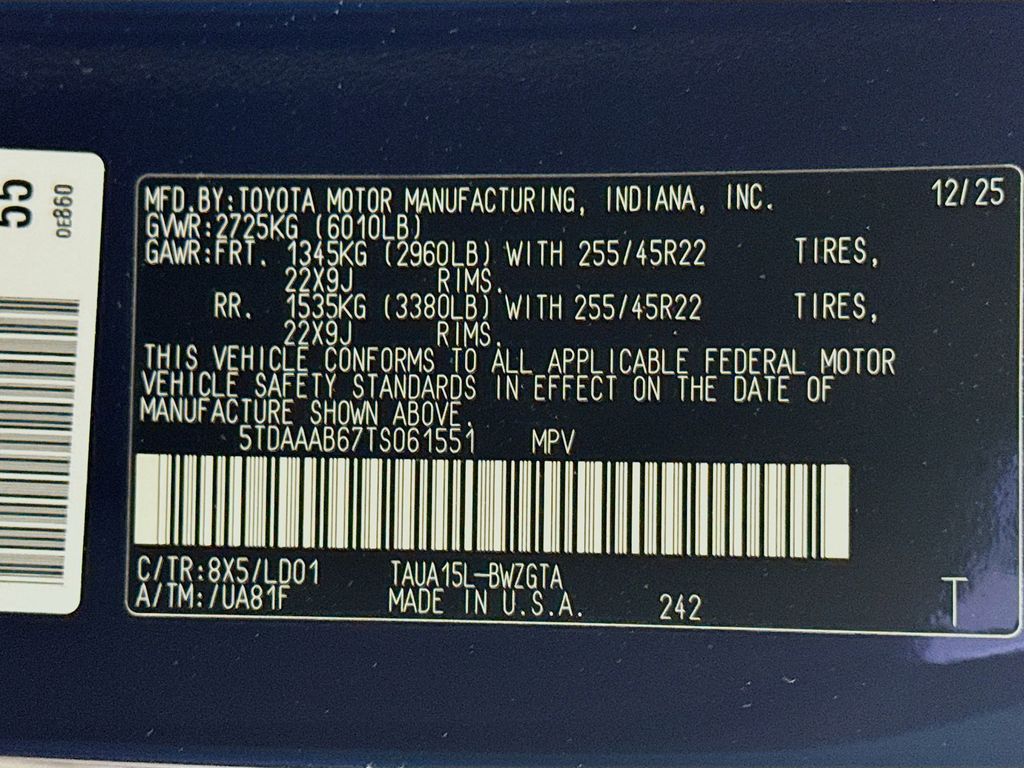 55
0E860
MFD.BY:TOYOTA MOTOR MANUFACTURING, INDIANA, INC. 12/25
GVWR:2725KG (6010LB)
GAWR:FRT. 1345KG (2960LB) WITH 255/45R22 TIRES,
22X9J RIMS.
RR. 1535KG (3380LB) WITH 255/45R22 TIRES,
22X9J RIMS.
THIS VEHICLE CONFORMS TO ALL APPLICABLE FEDERAL MOTOR
VEHICLE SAFETY STANDARDS IN EFFECT ON THE DATE OF
MANUFACTURE SHOWN ABOVE.
5TDAAAB67TS061551 MPV
C/TR:8X5/LD01 TAUA15L-BWZGTA
A/TM:/UA81F MADE IN U.S.A. 242 T